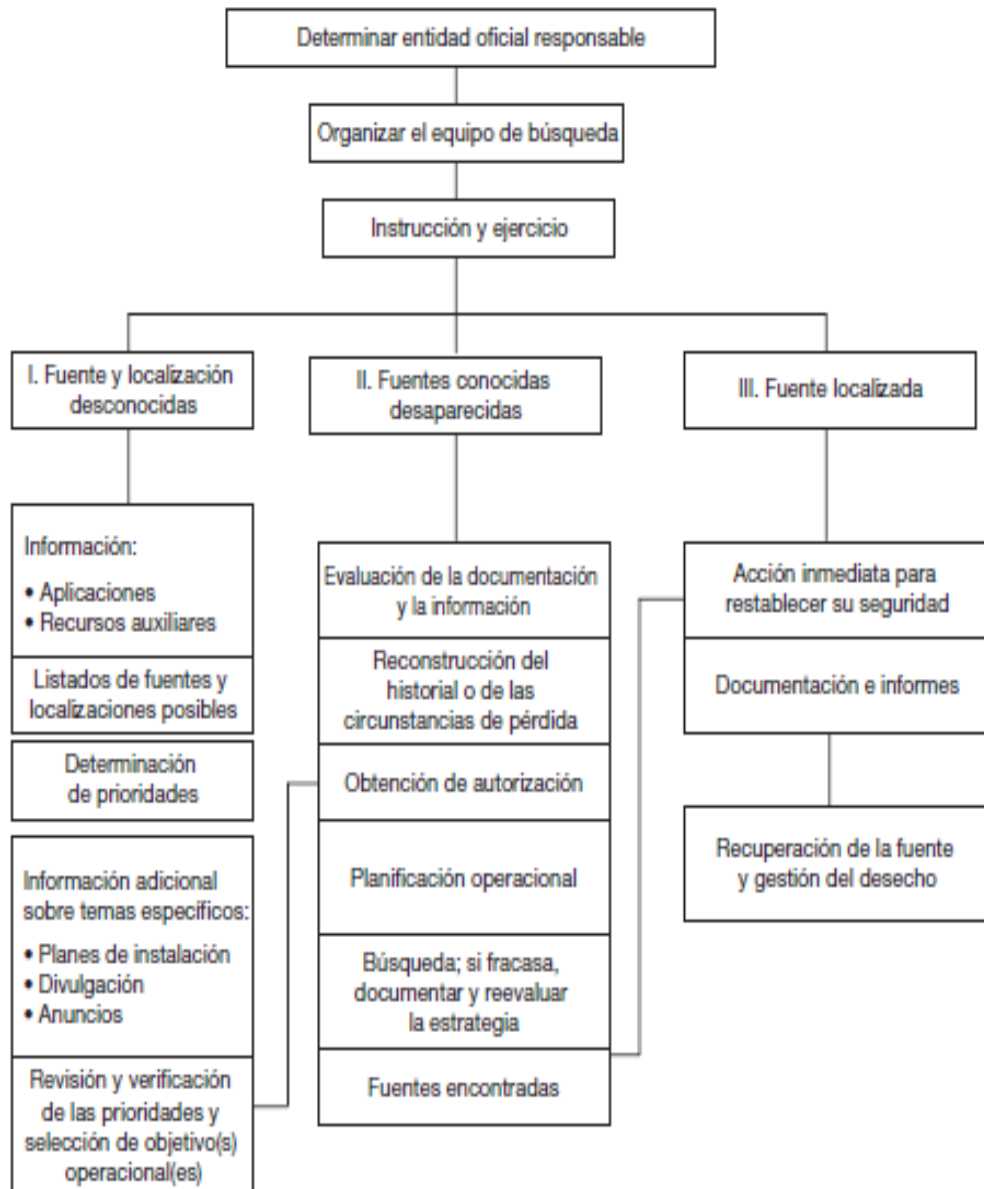 Determinar entidad oficial responsable
Organizar el equipo de búsqueda
Instrucción y ejercicio
I. Fuente y localización
desconocidas
II. Fuentes conocidas
desaparecidas
III. Fuente localizada
Información:
• Aplicaciones
• Recursos auxiliares
Listados de fuentes y
localizaciones posibles
Determinación
de prioridades
Información adicional
sobre temas específicos:
• Planes de instalación
• Divulgación
• Anuncios
Revisión y verificación
de las prioridades y
selección de objetivo(s)
operacional(es)
Evaluación de la documentación
y la información
Reconstrucción del
historial o de las
circunstancias de pérdida
Obtención de autorización
Planificación operacional
Búsqueda; si fracasa,
documentar y reevaluar
la estrategia
Fuentes encontradas
Acción inmediata para
restablecer su seguridad
Documentación e informes
Recuperación de la fuente
y gestión del desecho